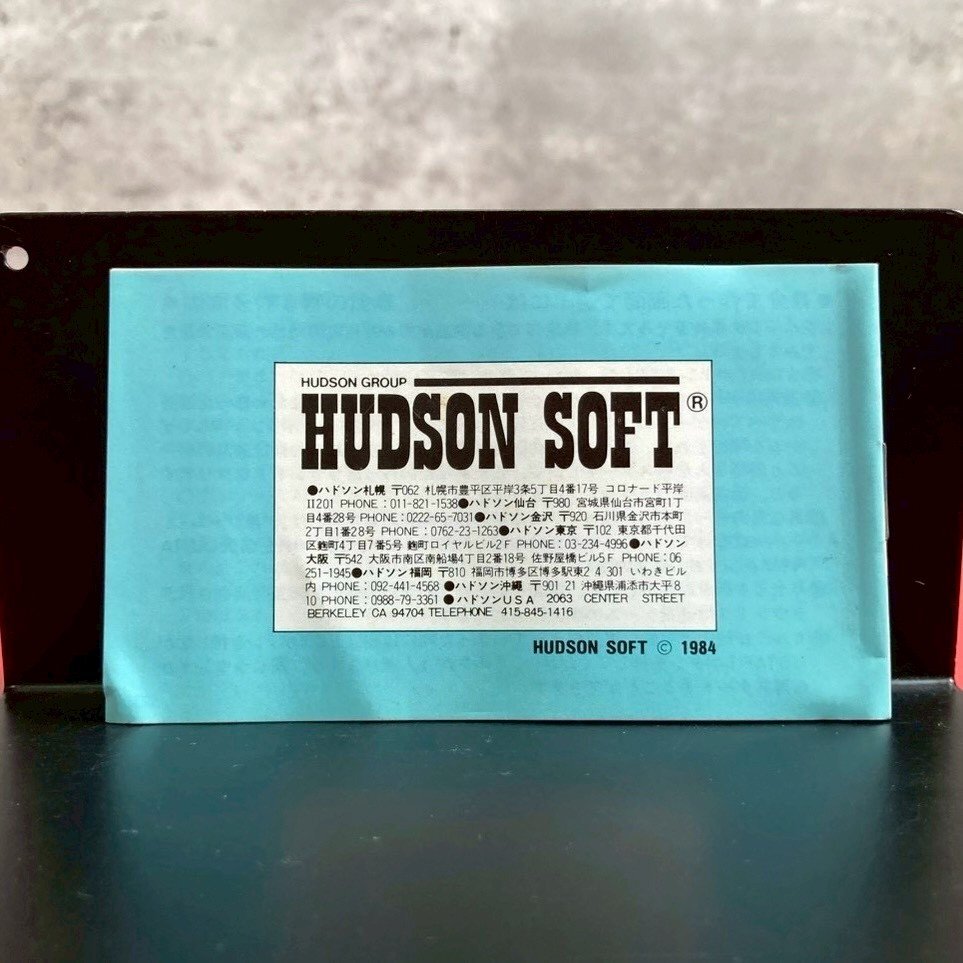 HUDSON GROUP
HUDSON SOFT®
●ハドソン札幌 〒062 札幌市豊平区平岸3条5丁目4番17号 コロナード平岸
II201 PHONE : 011-821-1538●ハドソン仙台 〒980 宮城県仙台市宮町1丁
目4番28号 PHONE : 0222-65-7031●ハドソン金沢 〒920 石川県金沢市本町
2丁目1番28号 PHONE : 0762-23-1263●ハドソン東京 〒102 東京都千代田
区麹町4丁目7番5号 麹町ロイヤルビル2F PHONE : 03-234-4996●ハドソン
大阪 〒542 大阪市南区南船場4丁目2番18号 佐野屋橋ビル5F PHONE : 06
251-1945●ハドソン福岡 〒810 福岡市博多区博多駅東2 4 301 いわきビル
内 PHONE : 092-441-4568 ●ハドソン沖縄 〒901 21 沖縄県浦添市大平8
10 PHONE : 0988-79-3361 ●ハドソンUSA 2063 CENTER STREET
BERKELEY CA 94704 TELEPHONE 415-845-1416
HUDSON SOFT © 1984